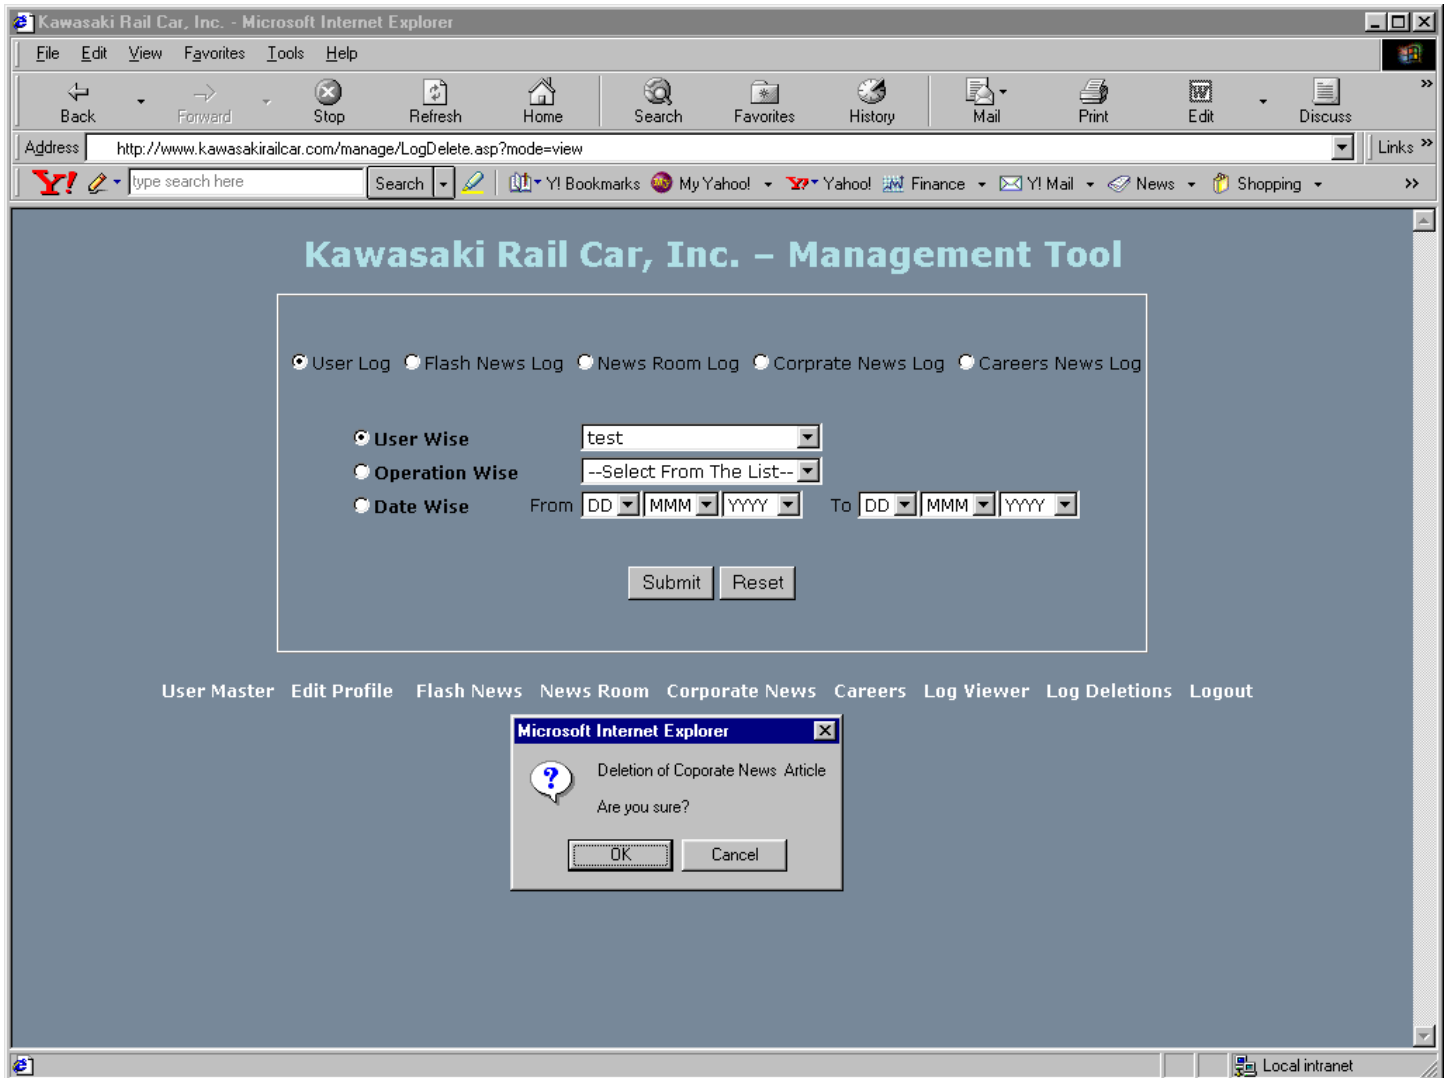 Kawasaki Rail Car, Inc. - Microsoft Internet Explorer
File Edit View Favorites Tools Help
Back Forward Stop Refresh Home Search Favorites History Mail Print Edit Discuss »
Address http://www.kawasakirailcar.com/manage/LogDelete.asp?mode=view Links »
Y! type search here Search Y! Bookmarks My Yahoo! Y! Yahoo! Finance Y! Mail News Shopping »
Kawasaki Rail Car, Inc. – Management Tool
User Log Flash News Log News Room Log Corprate News Log Careers News Log
User Wise test
Operation Wise --Select From The List--
Date Wise From DD MMM YYYY To DD MMM YYYY
Submit Reset
User Master Edit Profile Flash News News Room Corporate News Careers Log Viewer Log Deletions Logout
Microsoft Internet Explorer
Deletion of Coporate News Article
Are you sure?
OK Cancel
Local intranet